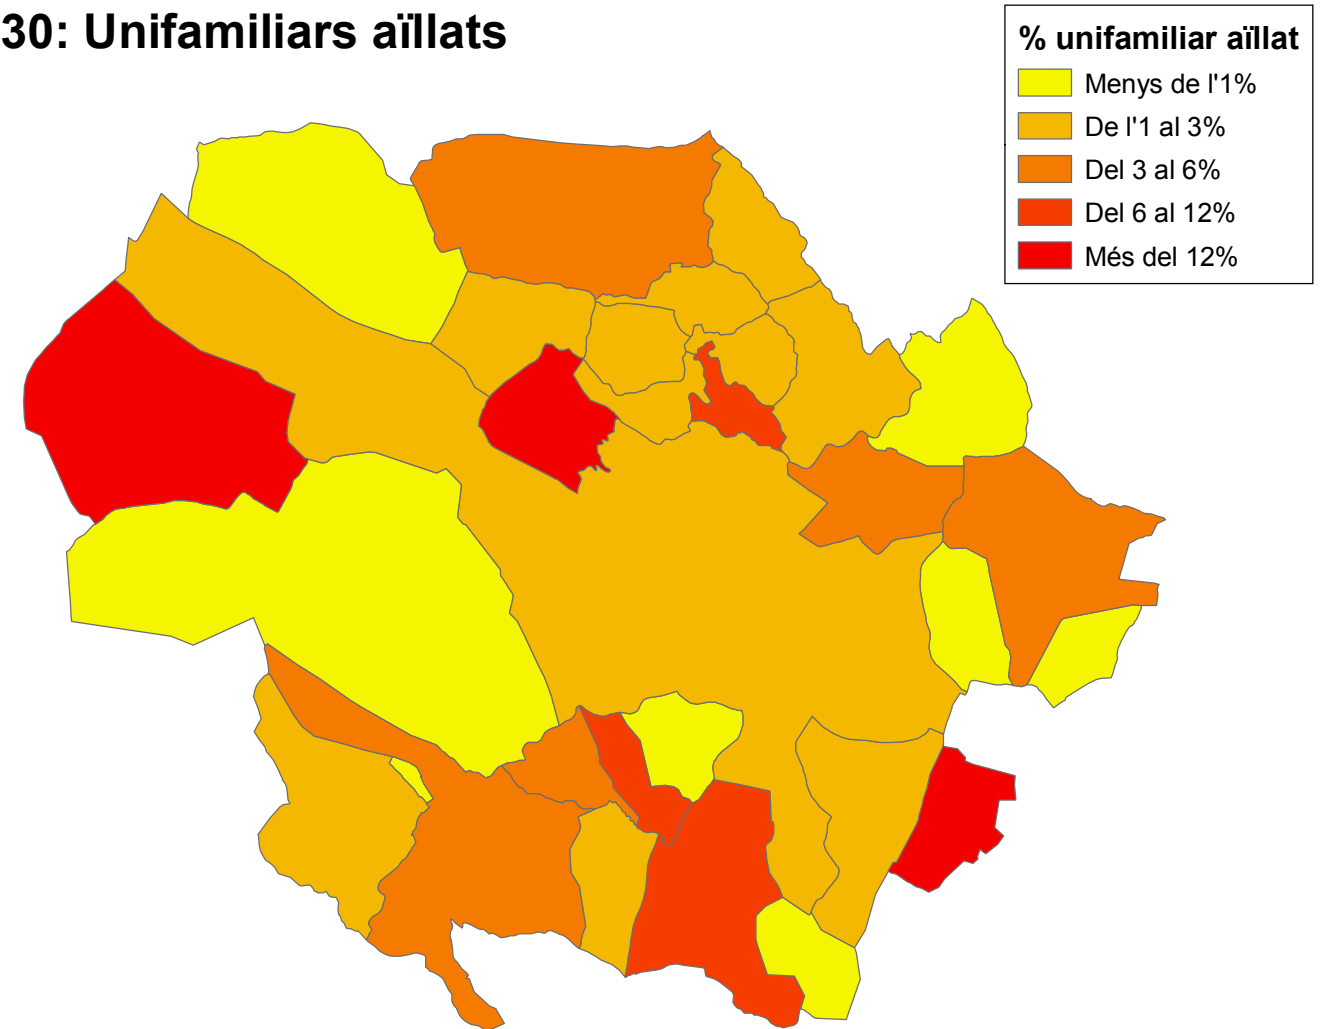 30: Unifamiliars aïllats
% unifamiliar aïllat
Menys de l'1%
De l'1 al 3%
Del 3 al 6%
Del 6 al 12%
Més del 12%